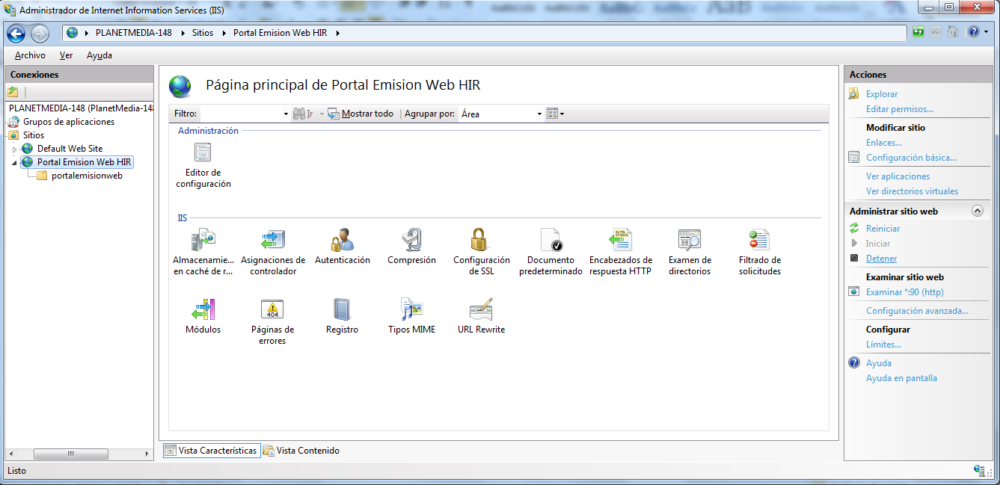 Administrador de Internet Information Services (IIS)
PLANETMEDIA-148 Sitios Portal Emision Web HIR
Archivo Ver Ayuda
Conexiones
PLANETMEDIA-148 (PlanetMedia-148
Grupos de aplicaciones
Sitios
Default Web Site
Portal Emision Web HIR
portalemisionweb
Página principal de Portal Emision Web HIR
Filtro: Ir Mostrar todo Agrupar por: Área
Administración
Editor de
configuración
IIS
Almacenamie... Asignaciones de Autenticación Compresión Configuración Documento Encabezados de Examen de Filtrado de
en caché de r... controlador de SSL predeterminado respuesta HTTP directorios solicitudes
Módulos Páginas de Registro Tipos MIME URL Rewrite
404
errores
Vista Características Vista Contenido
Acciones
Explorar
Editar permisos...
Modificar sitio
Enlaces...
Configuración básica...
Ver aplicaciones
Ver directorios virtuales
Administrar sitio web
Reiniciar
Iniciar
Detener
Examinar sitio web
Examinar *:90 (http)
Configuración avanzada...
Configurar
Límites...
Ayuda
Ayuda en pantalla
Listo